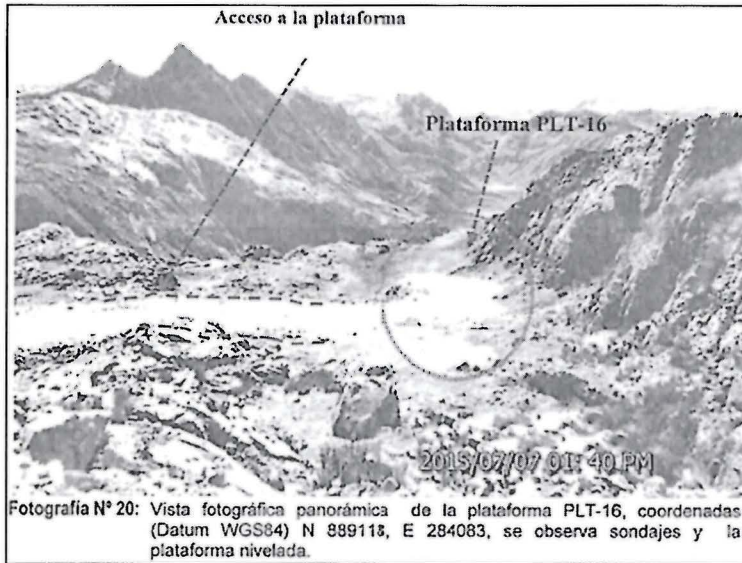 Acceso a la plataforma
Plataforma PLT-16
2015/07/07 01:40 PM
Fotografía Nº 20: Vista fotográfica panorámica de la plataforma PLT-16, coordenadas
(Datum WGS84) N 889118, E 284083, se observa sondajes y la
plataforma nivelada.